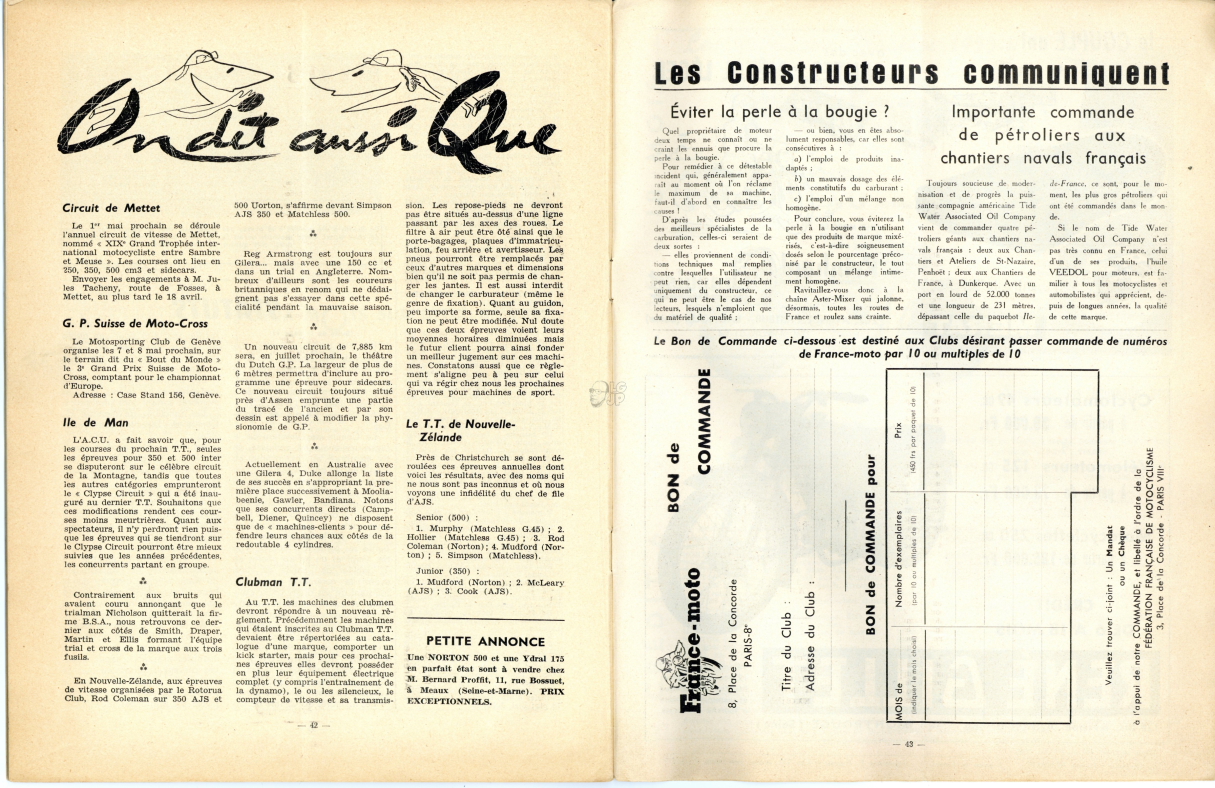 On dit aussi Que
Circuit de Mettet
Le 1er mai prochain se déroule
l'annuel circuit de vitesse de Mettet,
nommé « XIXe Grand Trophée inter-
national motocycliste entre Sambre
et Meuse ». Les courses ont lieu en
250, 350, 500 cm3 et sidecars.
Envoyer les engagements à M. Ju-
les Tacheny, route de Fosses, à
Mettet, au plus tard le 18 avril.
G. P. Suisse de Moto-Cross
Le Motosporting Club de Genève
organise les 7 et 8 mai prochain, sur
le terrain dit du « Bout du Monde »
le 3e Grand Prix Suisse de Moto-
Cross, comptant pour le championnat
d'Europe.
Adresse : Case Stand 156, Genève.
Ile de Man
L'A.C.U. a fait savoir que, pour
les courses du prochain T.T., seules
les épreuves pour 350 et 500 inter
se disputeront sur le célèbre circuit
de la Montagne, tandis que toutes
les autres catégories emprunteront
le « Clypse Circuit » qui a été inau-
guré au dernier T.T. Souhaitons que
ces modifications rendent ces cour-
ses moins meurtrières. Quant aux
spectateurs, il n'y perdront rien puis-
que les épreuves qui se tiendront sur
le Clypse Circuit pourront être mieux
suivies que les années précédentes,
les concurrents partant en groupe.
Contrairement aux bruits qui
avaient couru annonçant que le
trialman Nicholson quitterait la fir-
me B.S.A., nous retrouvons ce der-
nier aux côtés de Smith, Draper,
Martin et Ellis formant l'équipe
trial et cross de la marque aux trois
fusils.
En Nouvelle-Zélande, aux épreuves
de vitesse organisées par le Rotorua
Club, Rod Coleman sur 350 AJS et
500 Uorton, s'affirme devant Simpson
AJS 350 et Matchless 500.
Reg Armstrong est toujours sur
Gilera... mais avec une 150 cc et
dans un trial en Angleterre. Nom-
breux d'ailleurs sont les coureurs
britanniques en renom qui ne dédai-
gnent pas s'essayer dans cette spé-
cialité pendant la mauvaise saison.
Un nouveau circuit de 7,885 km
sera, en juillet prochain, le théâtre
du Dutch G.P. La largeur de plus de
6 mètres permettra d'inclure au pro-
gramme une épreuve pour sidecars.
Ce nouveau circuit toujours situé
près d'Assen emprunte une partie
du tracé de l'ancien et par son
dessin est appelé à modifier la phy-
sionomie de G.P.
Actuellement en Australie avec
une Gilera 4, Duke allonge la liste
de ses succès en s'appropriant la pre-
mière place successivement à Moolia-
beenie, Gawler, Bandiana. Notons
que ses concurrents directs (Camp-
bell, Diener, Quincey) ne disposent
que de « machines-clients » pour dé-
fendre leurs chances aux côtés de la
redoutable 4 cylindres.
Clubman T.T.
Au T.T. les machines des clubmen
devront répondre à un nouveau rè-
glement. Précédemment les machines
qui étaient inscrites au Clubman T.T.
devaient être répertoriées au cata-
logue d'une marque, comporter un
kick starter, mais pour ces prochai-
nes épreuves elles devront posséder
en plus leur équipement électrique
complet (y compris l'entraînement de
la dynamo), le ou les silencieux, le
compteur de vitesse et sa transmis-
sion. Les repose-pieds ne devront
pas être situés au-dessus d'une ligne
passant par les axes des roues. Le
filtre à air peut être ôté ainsi que le
porte-bagages, plaques d'immatricu-
lation, feu arrière et avertisseur. Les
pneus pourront être remplacés par
ceux d'autres marques et dimensions
bien qu'il ne soit pas permis de chan-
ger les jantes. Il est aussi interdit
de changer le carburateur (même le
genre de fixation). Quant au guidon,
peu importe sa forme, seule sa fixa-
tion ne peut être modifiée. Nul doute
que ces deux épreuves voient leurs
moyennes horaires diminuées mais
le futur client pourra ainsi fonder
un meilleur jugement sur ces machi-
nes. Constatons aussi que ce règle-
ment s'aligne peu à peu sur celui
qui va régir chez nous les prochaines
épreuves pour machines de sport.
Le T.T. de Nouvelle-
Zélande
Près de Christchurch se sont dé-
roulées ces épreuves annuelles dont
voici les résultats, avec des noms qui
ne nous sont pas inconnus et où nous
voyons une infidélité du chef de file
d'AJS.
Senior (500) :
1. Murphy (Matchless G.45) ; 2.
Hollier (Matchless G.45) ; 3. Rod
Coleman (Norton) ; 4. Mudford (Nor-
ton) ; 5. Simpson (Matchless).
Junior (350) :
1. Mudford (Norton) ; 2. McLeary
(AJS) ; 3. Cook (AJS).
PETITE ANNONCE
Une NORTON 500 et une Ydral 175
en parfait état sont à vendre chez
M. Bernard Proffit, 11, rue Bossuet,
à Meaux (Seine-et-Marne). PRIX
EXCEPTIONNELS.
— 42 —
Les Constructeurs communiquent
Éviter la perle à la bougie ?
Quel propriétaire de moteur
deux temps ne connaît ou ne
craint les ennuis que procure la
perle à la bougie.
Pour remédier à ce détestable
incident qui, généralement appa-
raît au moment où l'on réclame
le maximum de sa machine,
faut-il d'abord en connaître les
causes !
D'après les études poussées
des meilleurs spécialistes de la
carburation, celles-ci seraient de
deux sortes :
— elles proviennent de condi-
tions techniques mal remplies
contre lesquelles l'utilisateur ne
peut rien, car elles dépendent
uniquement du constructeur, ce
qui ne peut être le cas de nos
lecteurs, lesquels n'emploient que
du matériel de qualité ;
— ou bien, vous en êtes abso-
lument responsables, car elles sont
consécutives à :
a) l'emploi de produits ina-
daptés ;
b) un mauvais dosage des élé-
ments constitutifs du carburant ;
c) l'emploi d'un mélange non
homogène.
Pour conclure, vous éviterez la
perle à la bougie en n'utilisant
que des produits de marque mixé-
risés, c'est-à-dire soigneusement
dosés selon le pourcentage préco-
nisé par le constructeur, le tout
composant un mélange intime-
ment homogène.
Ravitaillez-vous donc à la
chaîne Aster-Mixer qui jalonne,
désormais, toutes les routes de
France et roulez sans crainte.
Importante commande
de pétroliers aux
chantiers navals français
Toujours soucieuse de moder-
nisation et de progrès la puis-
sante compagnie américaine Tide
Water Associated Oil Company
vient de commander quatre pé-
troliers géants aux chantiers na-
vals français : deux aux Chan-
tiers et Ateliers de St-Nazaire,
Penhoët ; deux aux Chantiers de
France, à Dunkerque. Avec un
port en lourd de 52.000 tonnes
et une longueur de 231 mètres,
dépassant celle du paquebot Ile-
de-France, ce sont, pour le mo-
ment, les plus gros pétroliers qui
ont été commandés dans le mon-
de.
Si le nom de Tide Water
Associated Oil Company n'est
pas très connu en France, celui
d'un de ses produits, l'huile
VEEDOL pour moteurs, est fa-
milier à tous les motocyclistes et
automobilistes qui apprécient, de-
puis de longues années, la qualité
de cette marque.
Le Bon de Commande ci-dessous est destiné aux Clubs désirant passer commande de numéros
de France-moto par 10 ou multiples de 10
BON de COMMANDE
France-moto
8, Place de la Concorde
PARIS-8e
Titre du Club :
Adresse du Club :
BON de COMMANDE pour
MOIS de
(indiquer le mois choisi)
Nombre d'exemplaires
(par 10 ou multiples de 10)
Prix
(450 frs par paquet de 10)
Veuillez trouver ci-joint : Un Mandat
ou un Chèque
à l'appui de notre COMMANDE, et libellé à l'ordre de la
FÉDÉRATION FRANÇAISE DE MOTOCYCLISME
3, Place de la Concorde - PARIS VIII·
— 43 —